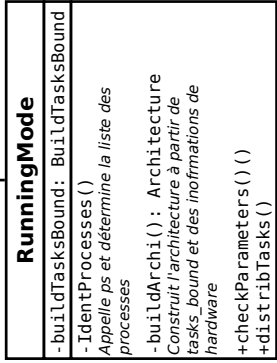 RunningMode
-buildTasksBound: BuildTasksBound
-IdentProcesses()
Appelle ps et détermine la liste des
processes
-buildArchi(): Architecture
Construit l'architecture à partir de
tasks_bound et des inofrmations de
hardware
+checkParameters()()
+distribTasks()